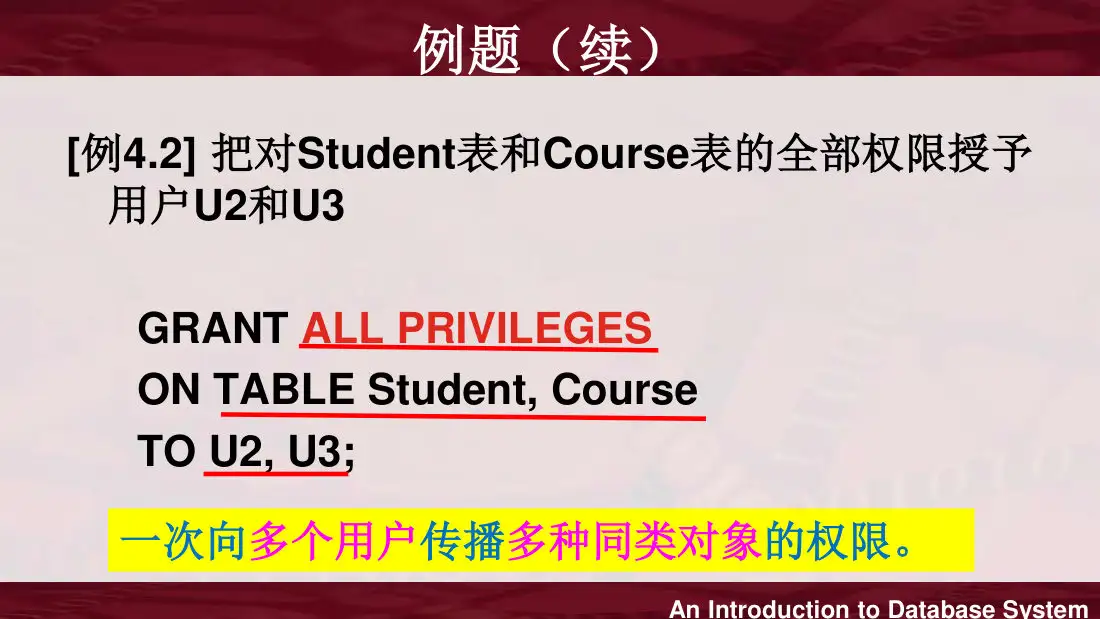 例题（续）
[例4.2] 把对Student表和Course表的全部权限授予
用户U2和U3
GRANT ALL PRIVILEGES
ON TABLE Student, Course
TO U2, U3;
一次向多个用户传播多种同类对象的权限。
An Introduction to Database System